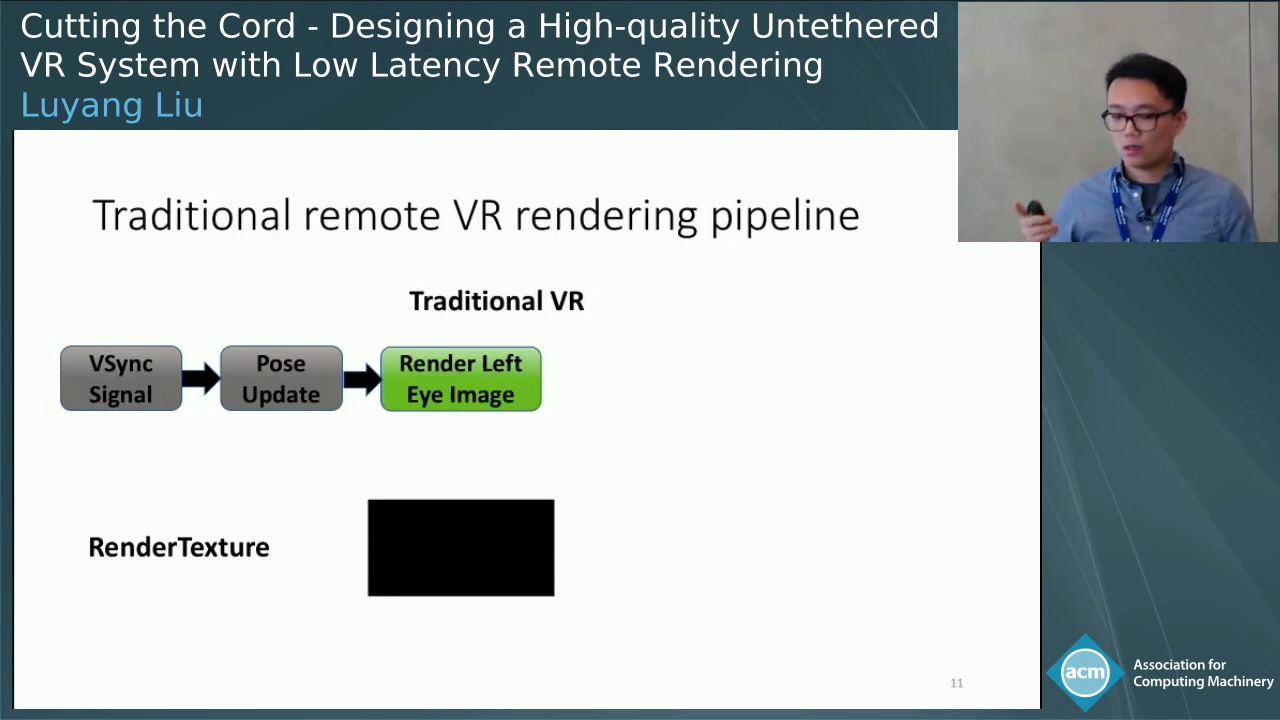 Cutting the Cord - Designing a High-quality Untethered
VR System with Low Latency Remote Rendering
Luyang Liu
Traditional remote VR rendering pipeline
Traditional VR
VSync
Signal
Pose
Update
Render Left
Eye Image
RenderTexture
11
acm
Association for
Computing Machinery